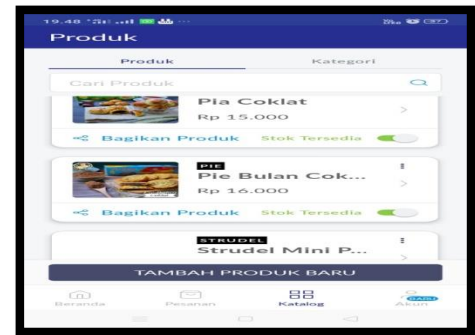 19.48
Produk
Produk
Kategori
Cari Produk
Pia Coklat
Rp 15.000
Bagikan Produk
Stok Tersedia
PIE
Pie Bulan Cok...
Rp 16.000
Bagikan Produk
Stok Tersedia
STRUDEL
Strudel Mini P...
TAMBAH PRODUK BARU
Beranda
Pesanan
Katalog
BARU
Akun